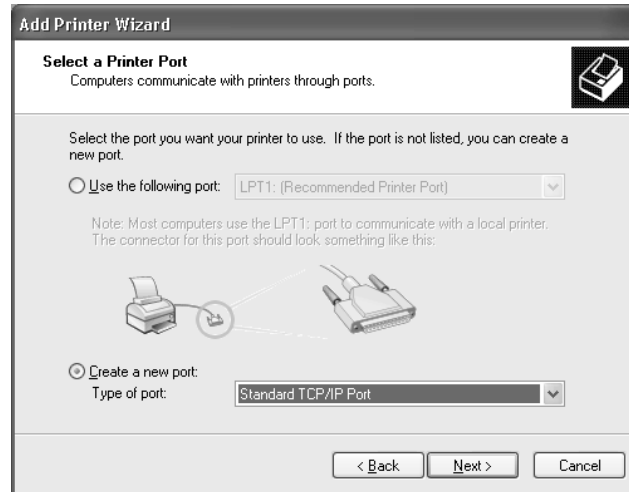 Add Printer Wizard
Select a Printer Port
Computers communicate with printers through ports.
Select the port you want your printer to use. If the port is not listed, you can create a
new port.
Use the following port: LPT1: (Recommended Printer Port)
Note: Most computers use the LPT1: port to communicate with a local printer.
The connector for this port should look something like this:
Create a new port:
Type of port: Standard TCP/IP Port
< Back Next > Cancel